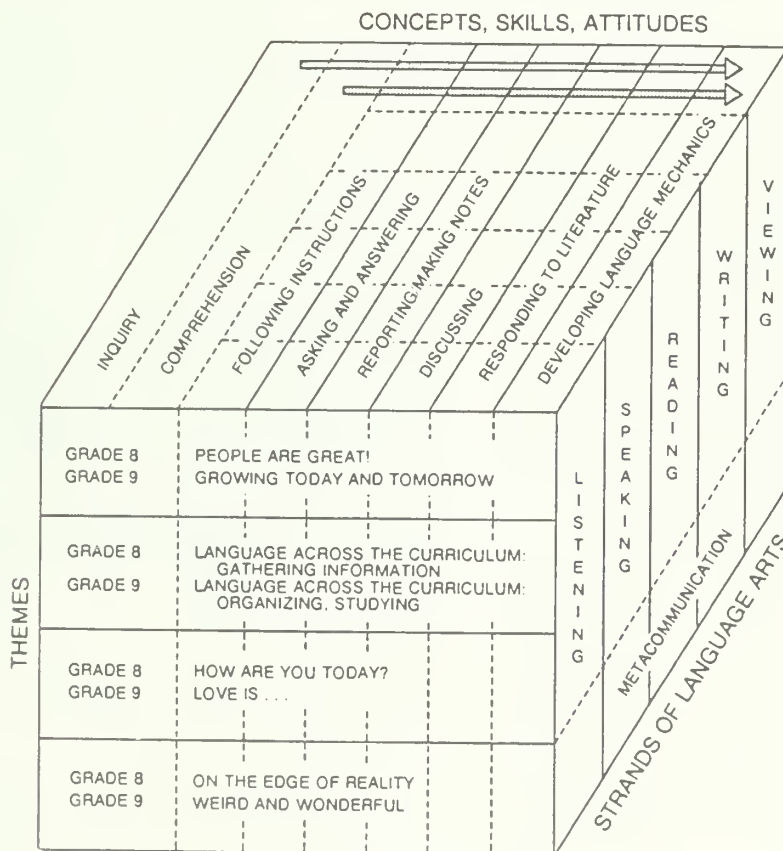 CONCEPTS, SKILLS, ATTITUDES
INQUIRY
COMPREHENSION
FOLLOWING INSTRUCTIONS
ASKING AND ANSWERING
REPORTING/MAKING NOTES
DISCUSSING
RESPONDING TO LITERATURE
DEVELOPING LANGUAGE MECHANICS
THEMES
GRADE 8 PEOPLE ARE GREAT!
GRADE 9 GROWING TODAY AND TOMORROW
GRADE 8 LANGUAGE ACROSS THE CURRICULUM:
GATHERING INFORMATION
GRADE 9 LANGUAGE ACROSS THE CURRICULUM:
ORGANIZING, STUDYING
GRADE 8 HOW ARE YOU TODAY?
GRADE 9 LOVE IS . . .
GRADE 8 ON THE EDGE OF REALITY
GRADE 9 WEIRD AND WONDERFUL
LISTENING
SPEAKING
READING
WRITING
VIEWING
METACOMMUNICATION
STRANDS OF LANGUAGE ARTS